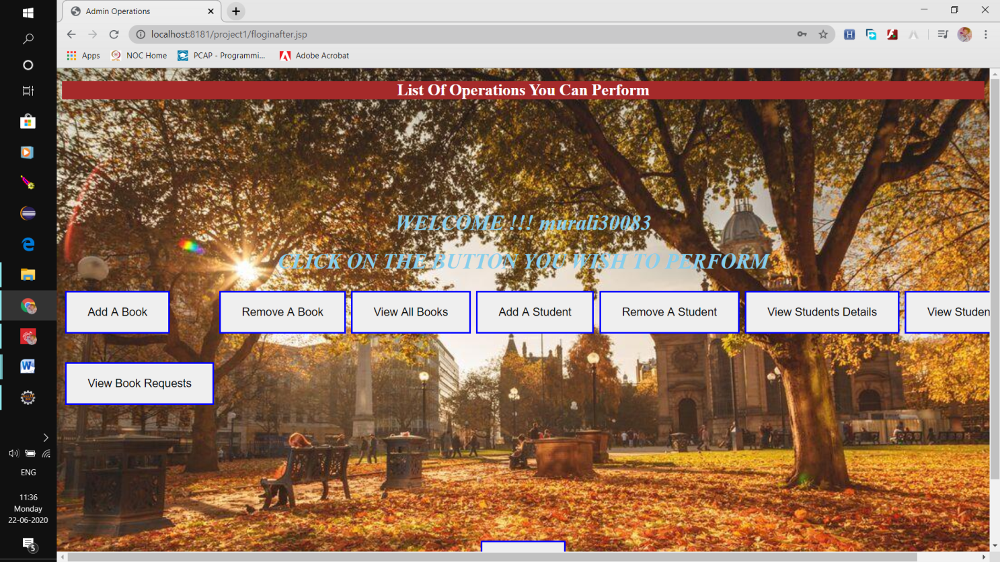 Admin Operations
localhost:8181/project1/floginafter.jsp
Apps NOC Home PCAP - Programmi... Adobe Acrobat
List Of Operations You Can Perform
WELCOME !!! murali30083
CLICK ON THE BUTTON YOU WISH TO PERFORM
Add A Book Remove A Book View All Books Add A Student Remove A Student View Students Details View Studen
View Book Requests
ENG
11:36
Monday
22-06-2020
5